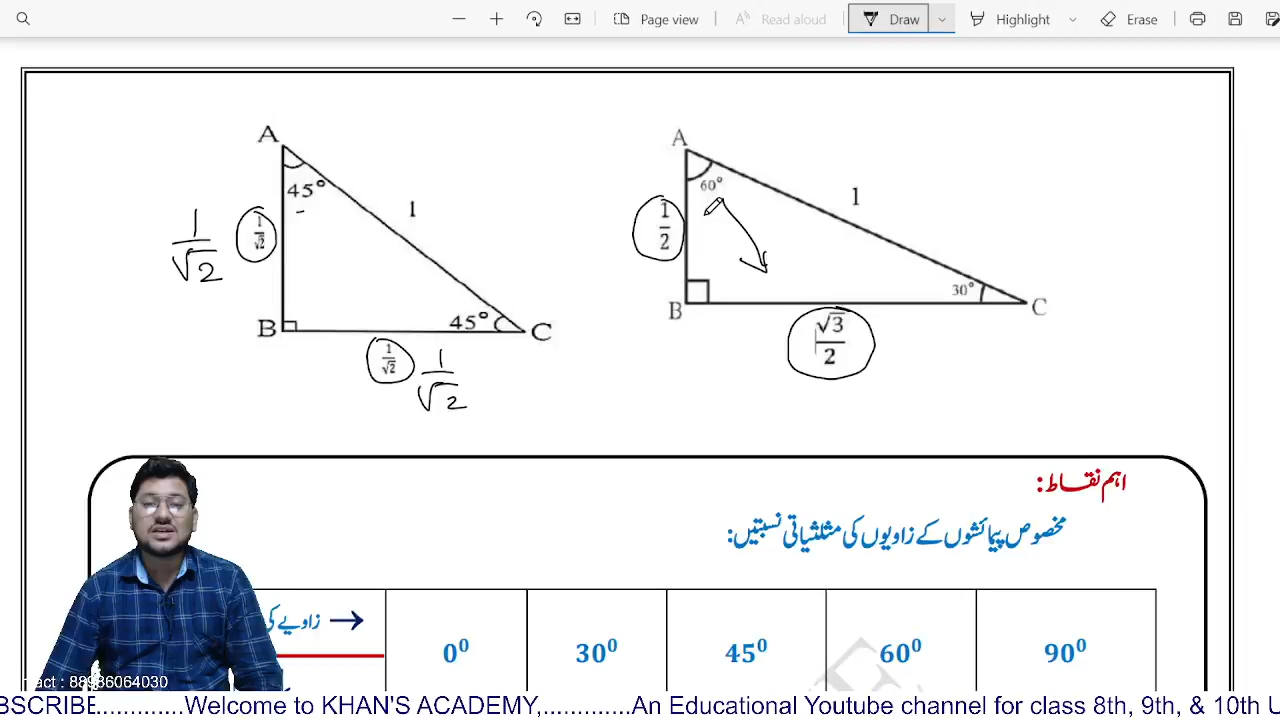 Page view
Read aloud
Draw
Highlight
Erase
A
45°
1
1/√2
1/√2
B
45°
C
1/√2
1/√2
A
60°
1
1/2
B
30°
C
√3/2
اہم نقاط:
مخصوص پیمائشوں کے زاویوں کی مثلثیاتی نسبتیں:
زاویے کی →
0⁰ 30⁰ 45⁰ 60⁰ 90⁰
: 88986064030
BSCRIBE.............Welcome to KHAN'S ACADEMY,............An Educational Youtube channel for class 8th, 9th, & 10th